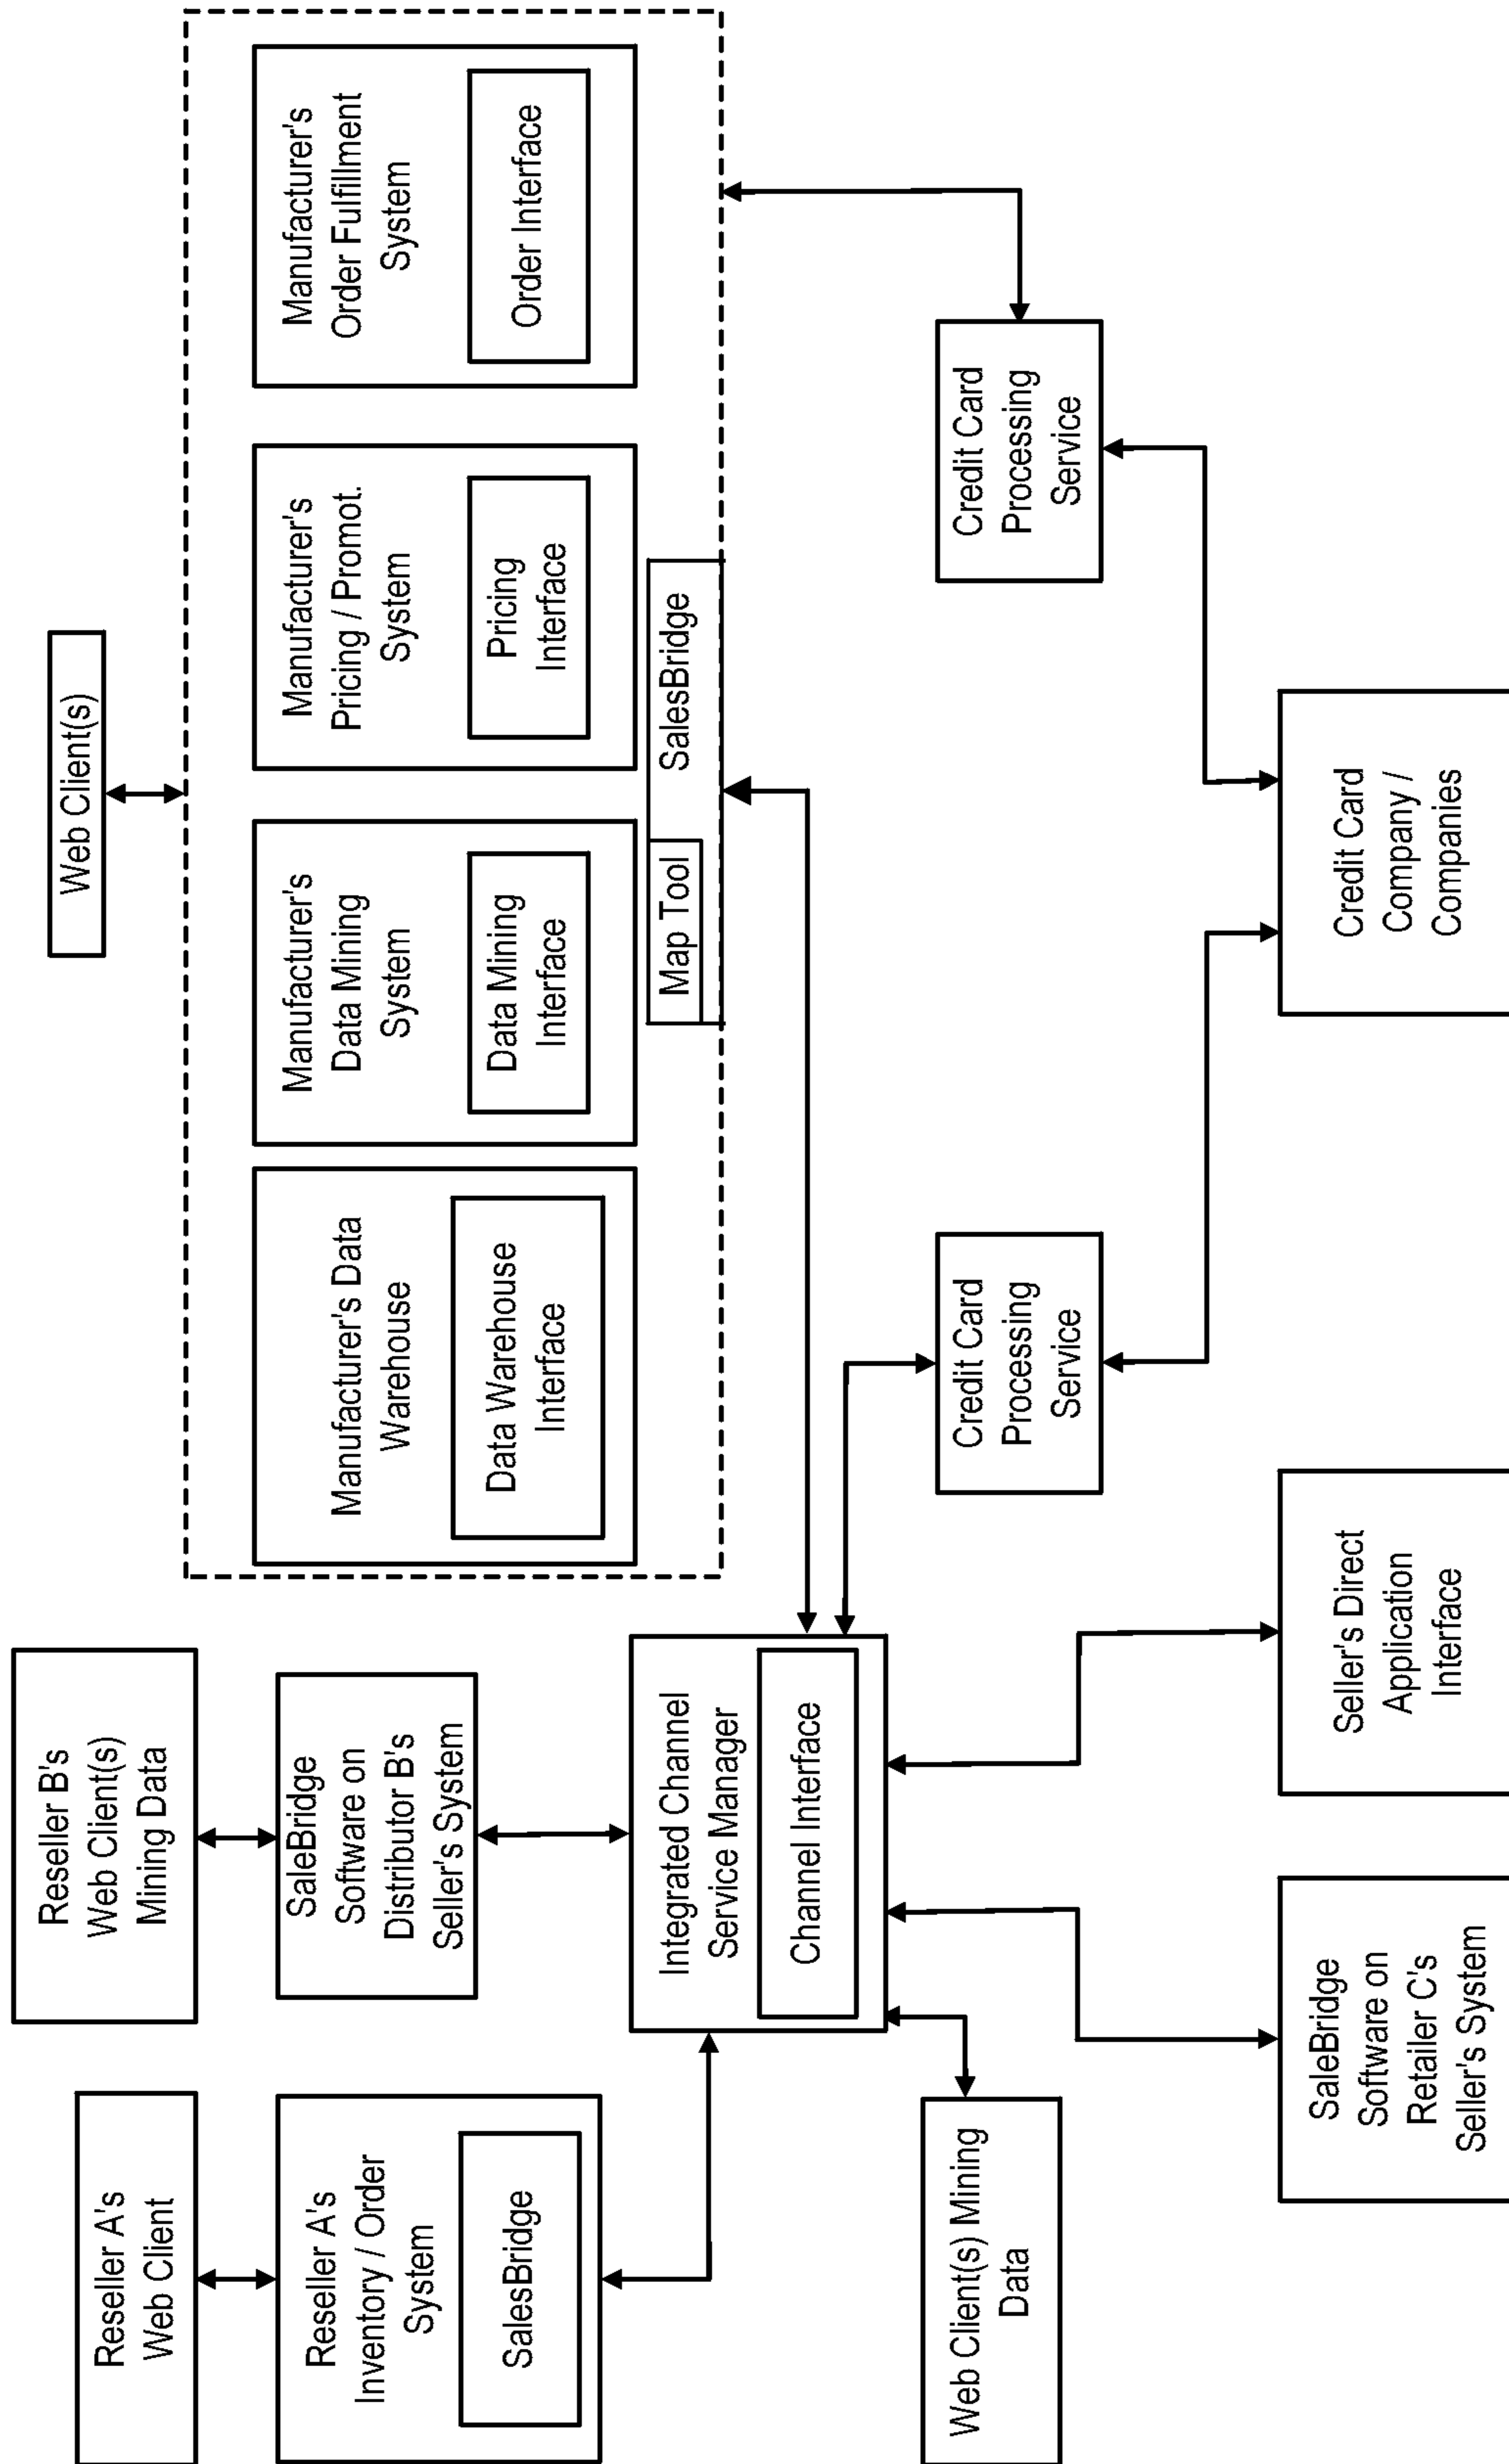 Reseller A's
Web Client
Reseller A's
Inventory / Order
System
SalesBridge
Reseller B's
Web Client(s)
Mining Data
SaleBridge
Software on
Distributor B's
Seller's System
Web Client(s)
Manufacturer's Data
Warehouse
Data Warehouse
Interface
Manufacturer's
Data Mining
System
Data Mining
Interface
Manufacturer's
Pricing / Promot.
System
Pricing
Interface
Manufacturer's
Order Fulfillment
System
Order Interface
Map Tool
SalesBridge
Integrated Channel
Service Manager
Channel Interface
Web Client(s) Mining
Data
Credit Card
Processing
Service
Credit Card
Processing
Service
SaleBridge
Software on
Retailer C's
Seller's System
Seller's Direct
Application
Interface
Credit Card
Company /
Companies